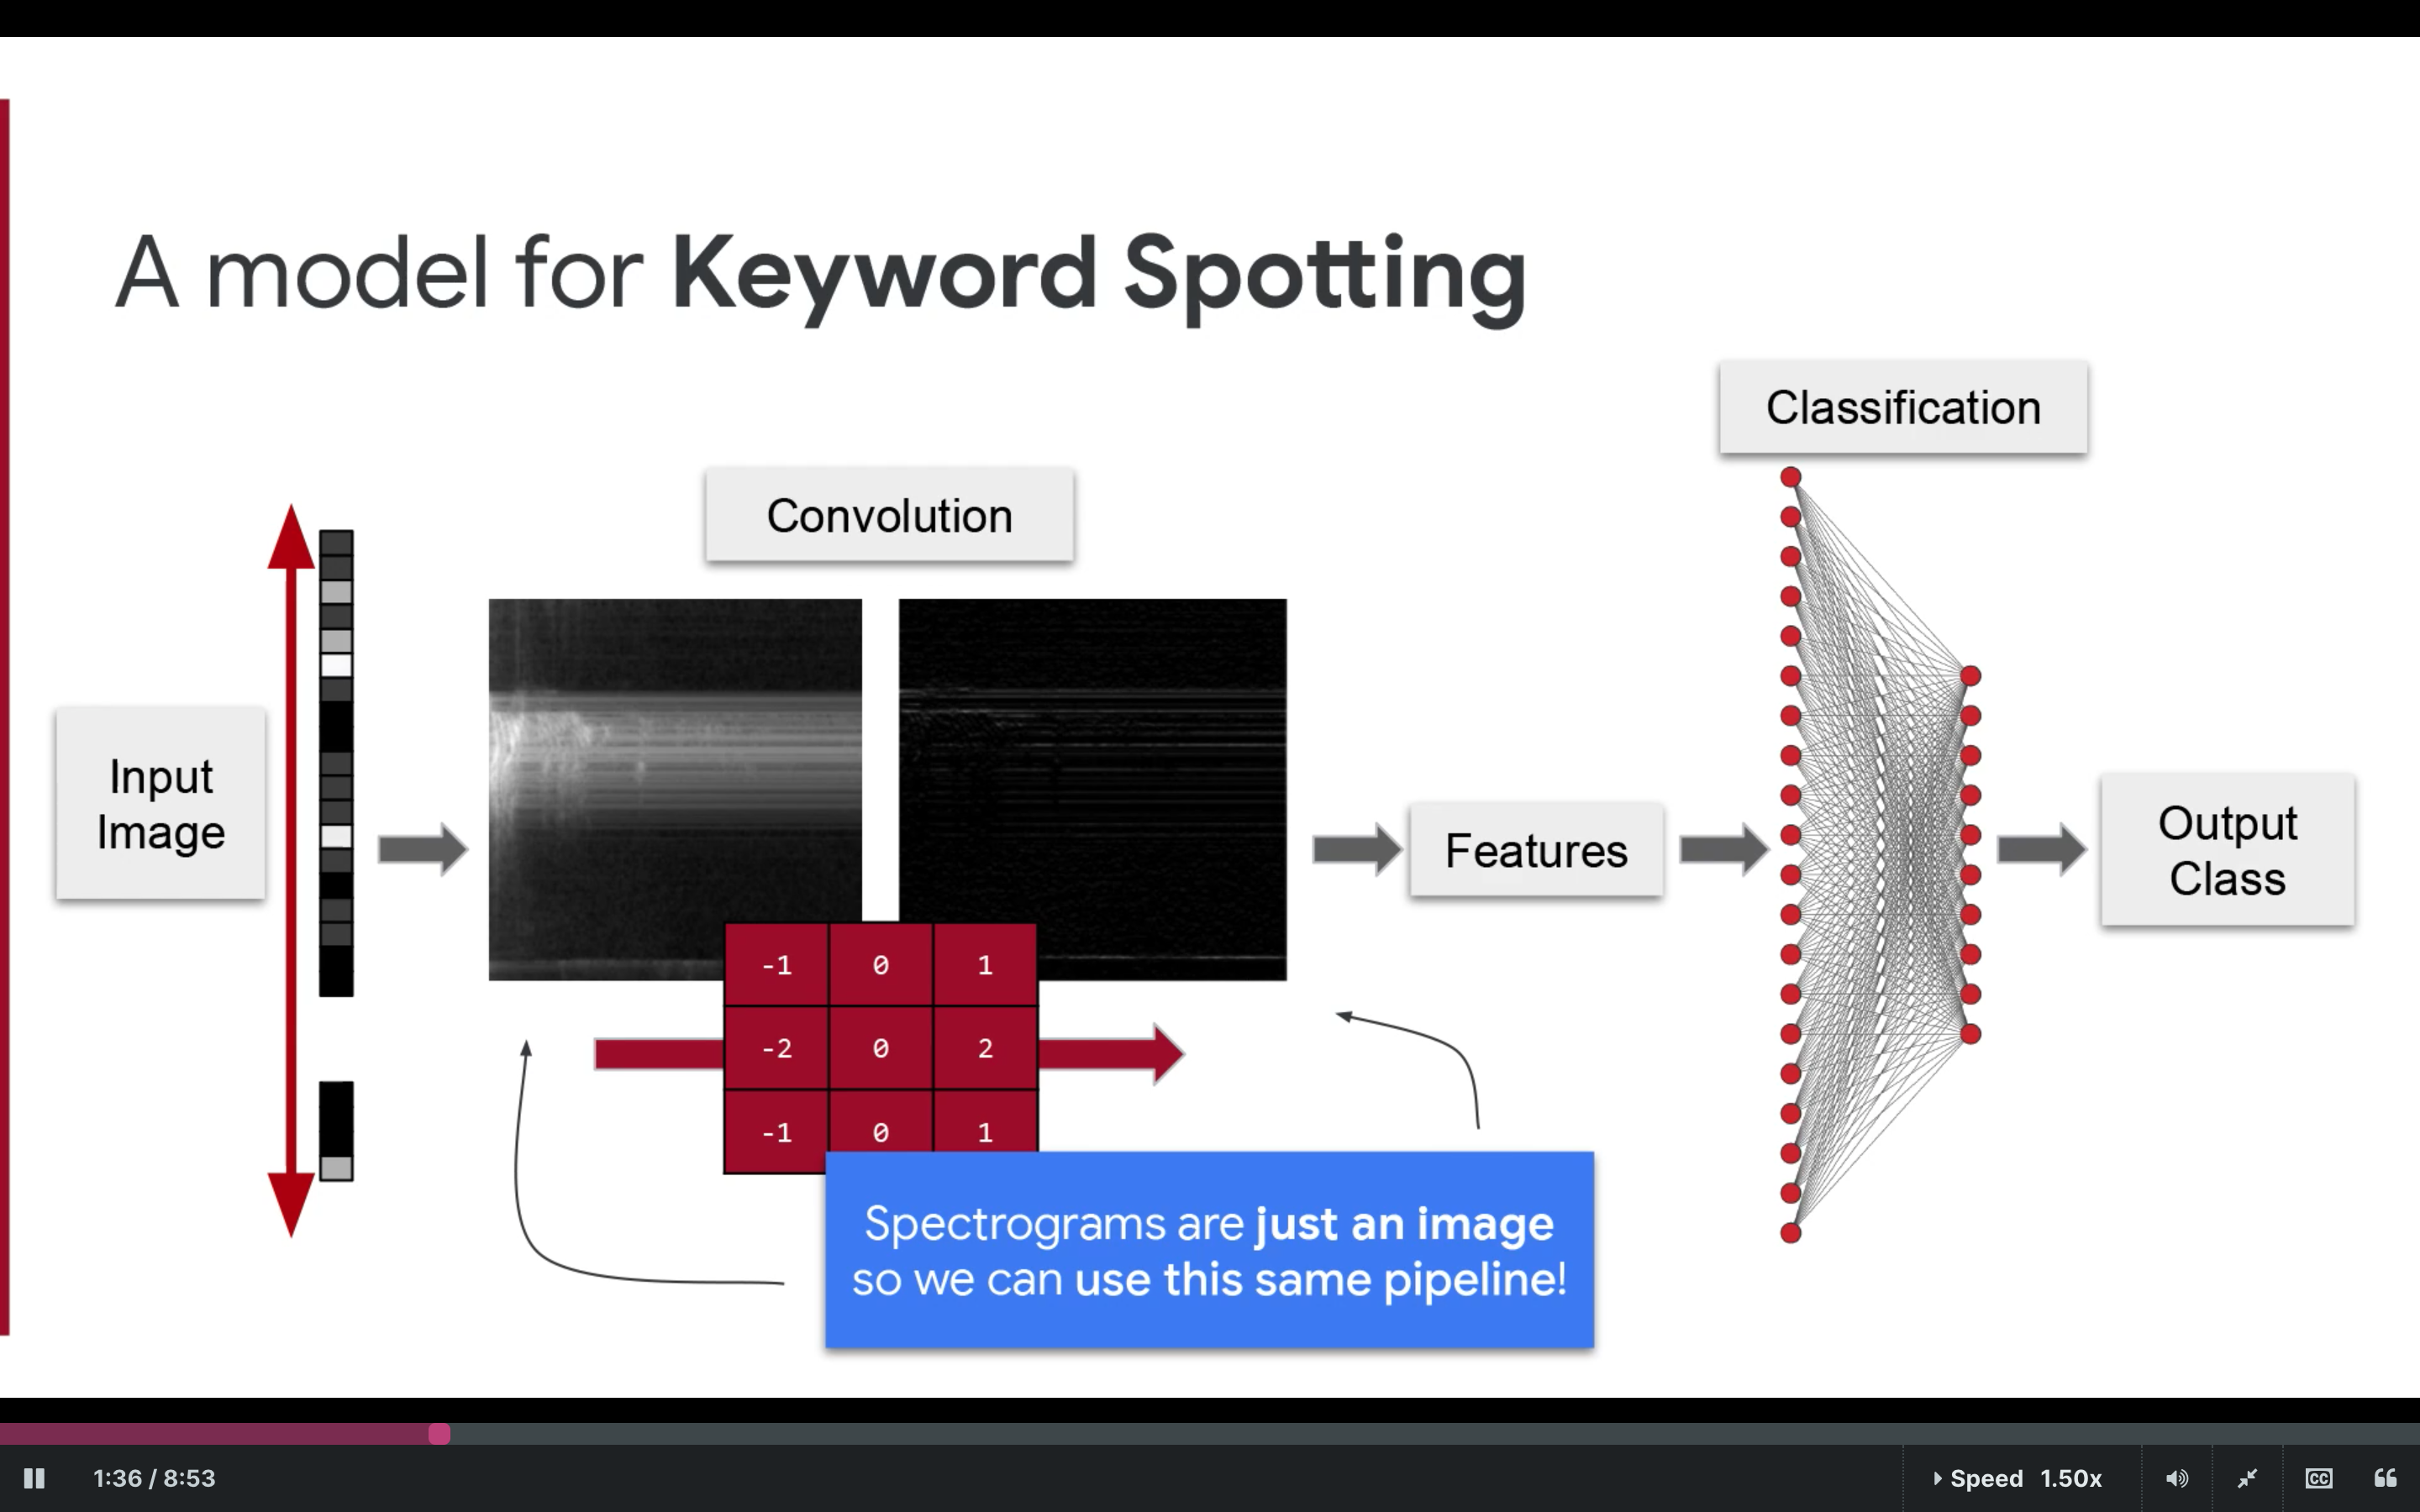 A model for Keyword Spotting
Classification
Convolution
Input
Image
Features
Output
Class
-1 0 1
-2 0 2
-1 0 1
Spectrograms are just an image
so we can use this same pipeline!
1:36 / 8:53
Speed 1.50x
CC